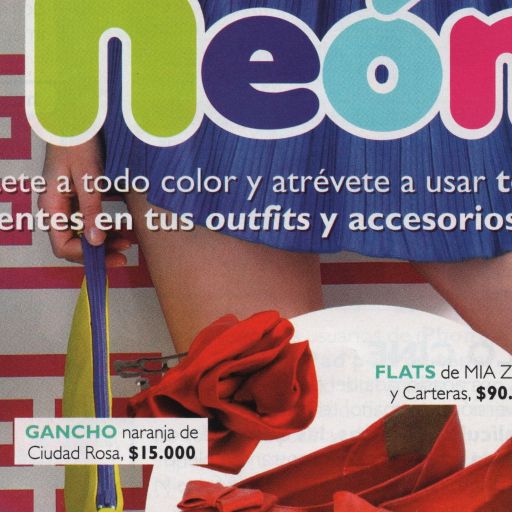 neón
ete a todo color y atrévete a usar t
entes en tus outfits y accesorios
FLATS de MIA Z
y Carteras, $90.
GANCHO naranja de
Ciudad Rosa, $15.000